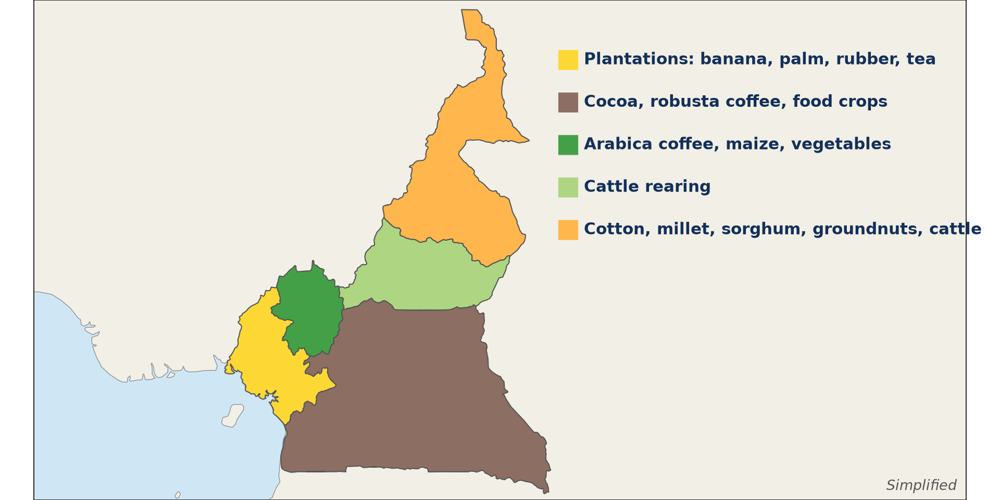 Plantations: banana, palm, rubber, tea
Cocoa, robusta coffee, food crops
Arabica coffee, maize, vegetables
Cattle rearing
Cotton, millet, sorghum, groundnuts, cattle
Simplified